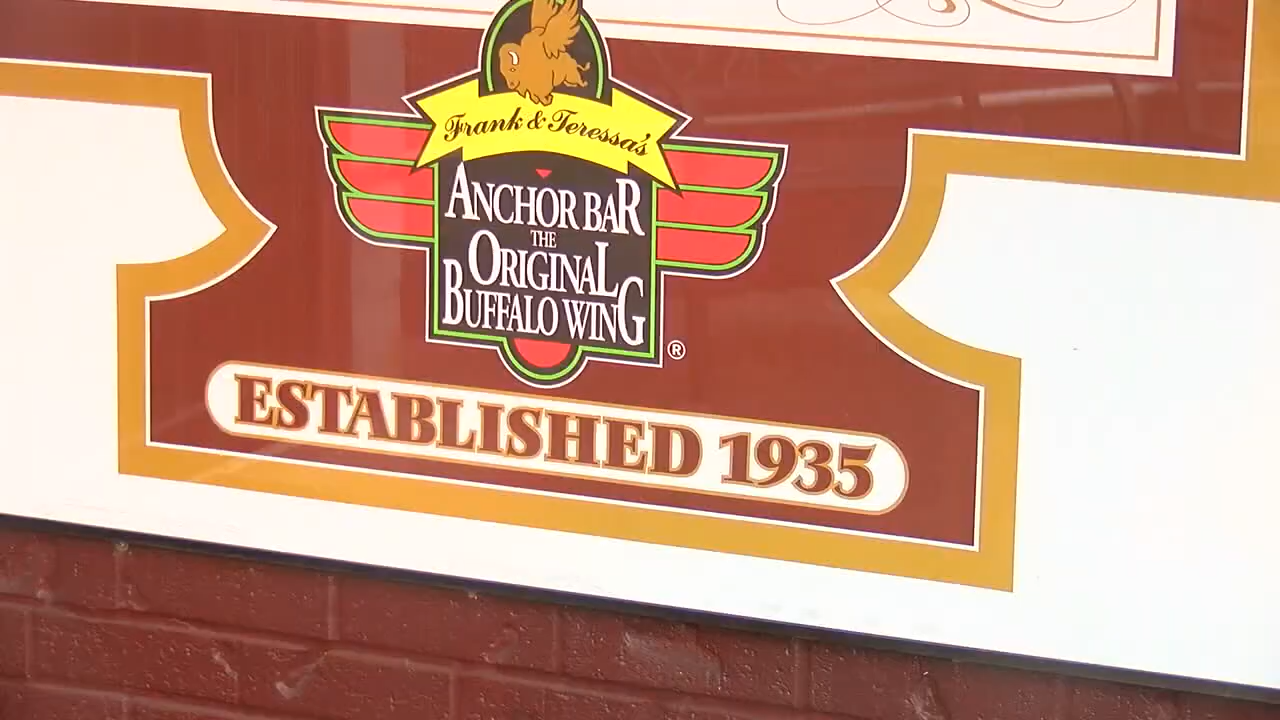 Frank & Teressa's
ANCHOR BAR
THE
ORIGINAL
BUFFALO WING
®
ESTABLISHED 1935